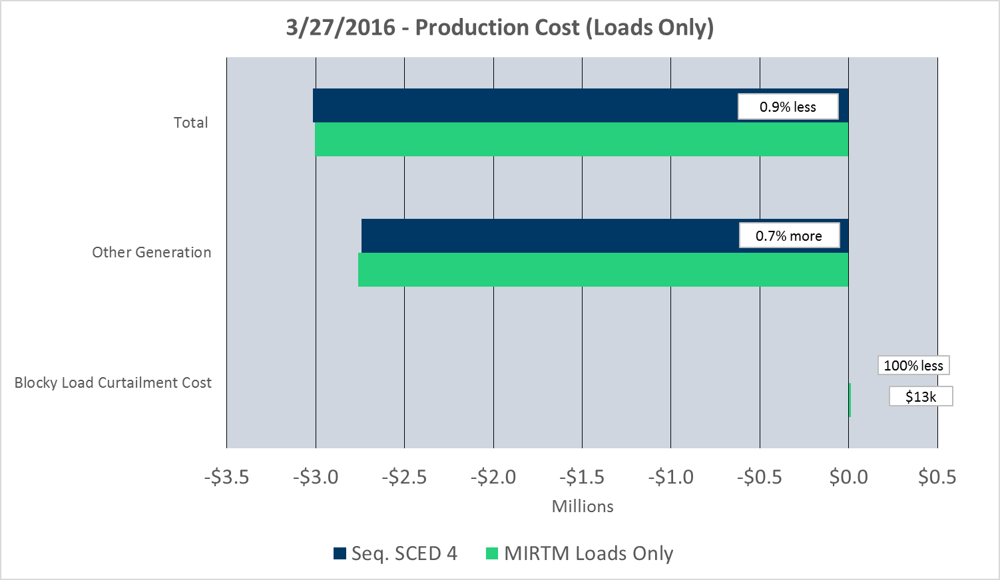 3/27/2016 - Production Cost (Loads Only)
Total
0.9% less
Other Generation
0.7% more
Blocky Load Curtailment Cost
100% less
$13k
-$3.5 -$3.0 -$2.5 -$2.0 -$1.5 -$1.0 -$0.5 $0.0 $0.5
Millions
Seq. SCED 4 MIRTM Loads Only